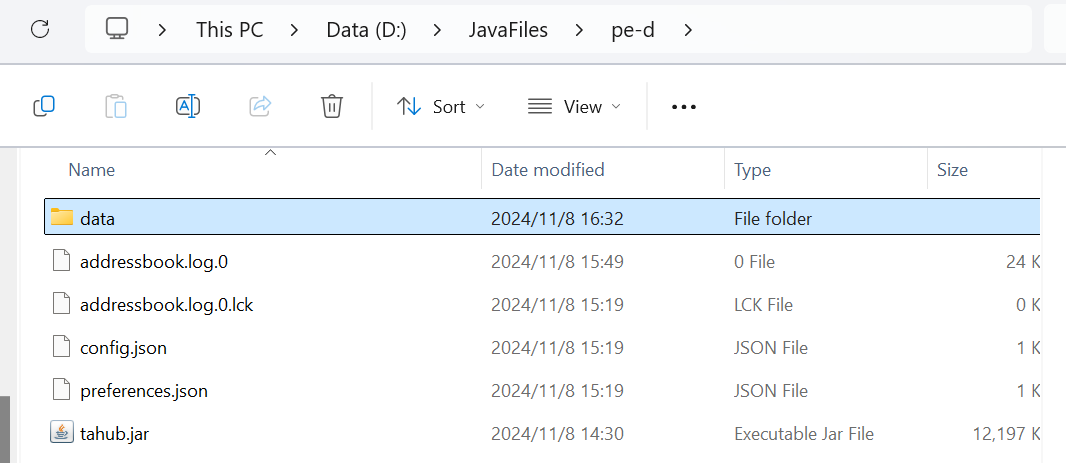 This PC > Data (D:) > JavaFiles > pe-d >
Sort View
Name Date modified Type Size
data 2024/11/8 16:32 File folder
addressbook.log.0 2024/11/8 15:49 0 File 24 K
addressbook.log.0.lck 2024/11/8 15:19 LCK File 0 K
config.json 2024/11/8 15:19 JSON File 1 K
preferences.json 2024/11/8 15:19 JSON File 1 K
tahub.jar 2024/11/8 14:30 Executable Jar File 12,197 K